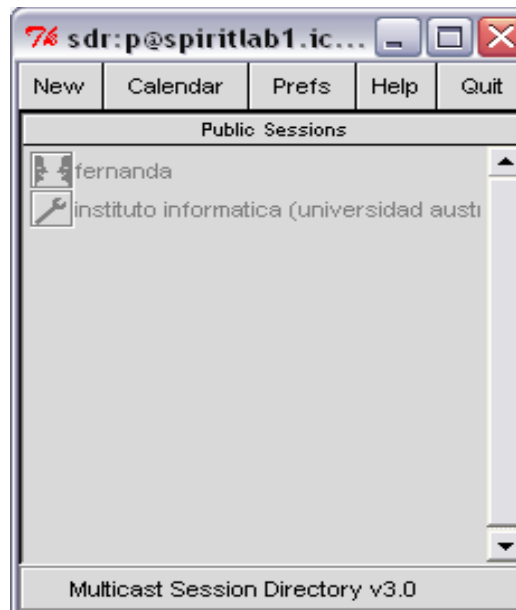 sdr:p@spiritlab1.ic...
New Calendar Prefs Help Quit
Public Sessions
fernanda
instituto informatica (universidad austr
Multicast Session Directory v3.0